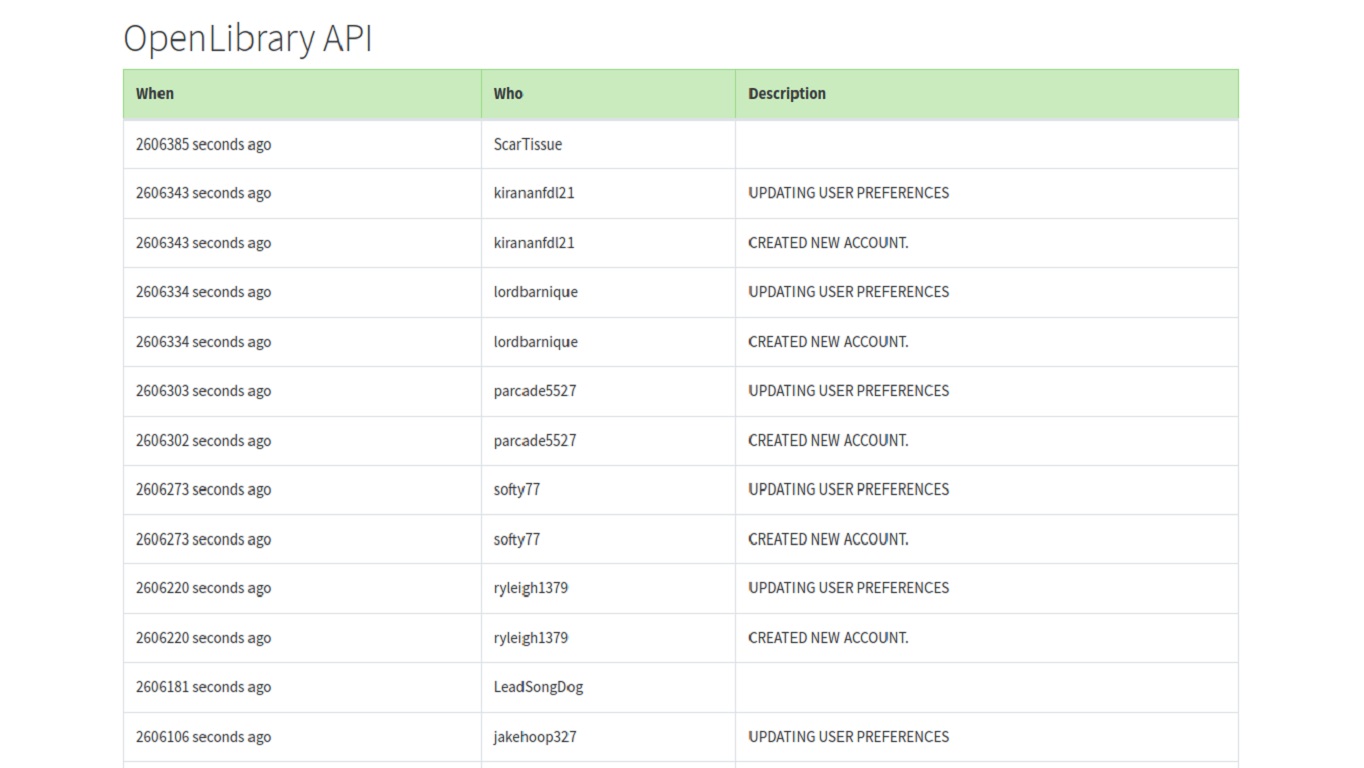 OpenLibrary API
When Who Description
2606385 seconds ago ScarTissue
2606343 seconds ago kirananfdl21 UPDATING USER PREFERENCES
2606343 seconds ago kirananfdl21 CREATED NEW ACCOUNT.
2606334 seconds ago lordbarnique UPDATING USER PREFERENCES
2606334 seconds ago lordbarnique CREATED NEW ACCOUNT.
2606303 seconds ago parcade5527 UPDATING USER PREFERENCES
2606302 seconds ago parcade5527 CREATED NEW ACCOUNT.
2606273 seconds ago softy77 UPDATING USER PREFERENCES
2606273 seconds ago softy77 CREATED NEW ACCOUNT.
2606220 seconds ago ryleigh1379 UPDATING USER PREFERENCES
2606220 seconds ago ryleigh1379 CREATED NEW ACCOUNT.
2606181 seconds ago LeadSongDog
2606106 seconds ago jakehoop327 UPDATING USER PREFERENCES